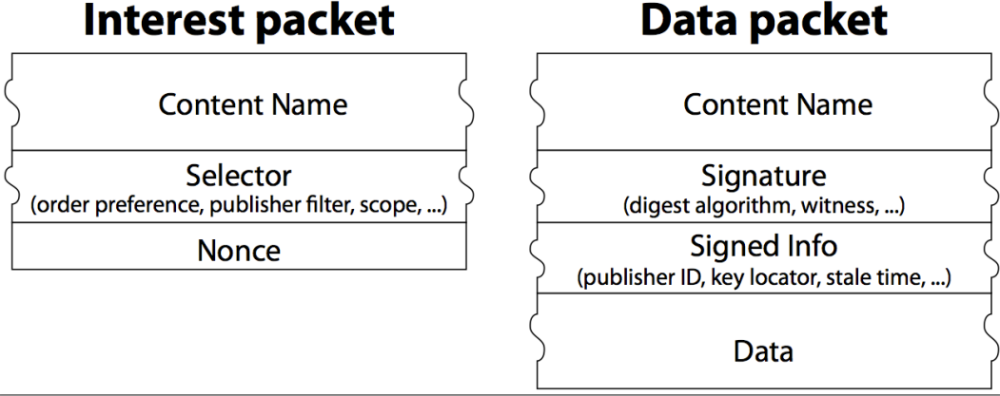 Interest packet
Content Name
Selector
(order preference, publisher filter, scope, ...)
Nonce
Data packet
Content Name
Signature
(digest algorithm, witness, ...)
Signed Info
(publisher ID, key locator, stale time, ...)
Data